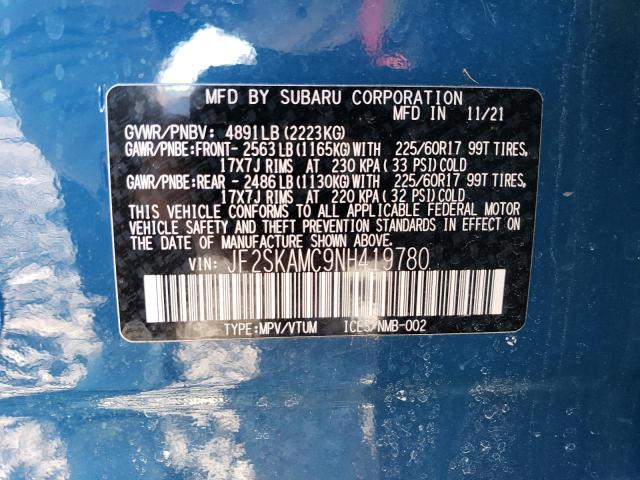 MFD BY SUBARU CORPORATION
MFD IN 11/21
GVWR/PNBV: 4891LB (2223KG)
GAWR/PNBE:FRONT- 2563LB (1165KG) WITH 225/60R17 99T TIRES,
17X7J RIMS AT 230 KPA (33 PSI) COLD
GAWR/PNBE:REAR - 2486LB (1130KG) WITH 225/60R17 99T TIRES,
17X7J RIMS AT 220 KPA (32 PSI) COLD
THIS VEHICLE CONFORMS TO ALL APPLICABLE FEDERAL MOTOR
VEHICLE SAFETY AND THEFT PREVENTION STANDARDS IN EFFECT ON
THE DATE OF MANUFACTURE SHOWN ABOVE.
VIN: JF2SKAMC9NH419780
TYPE:MPV/VTUM ICES/NMB-002